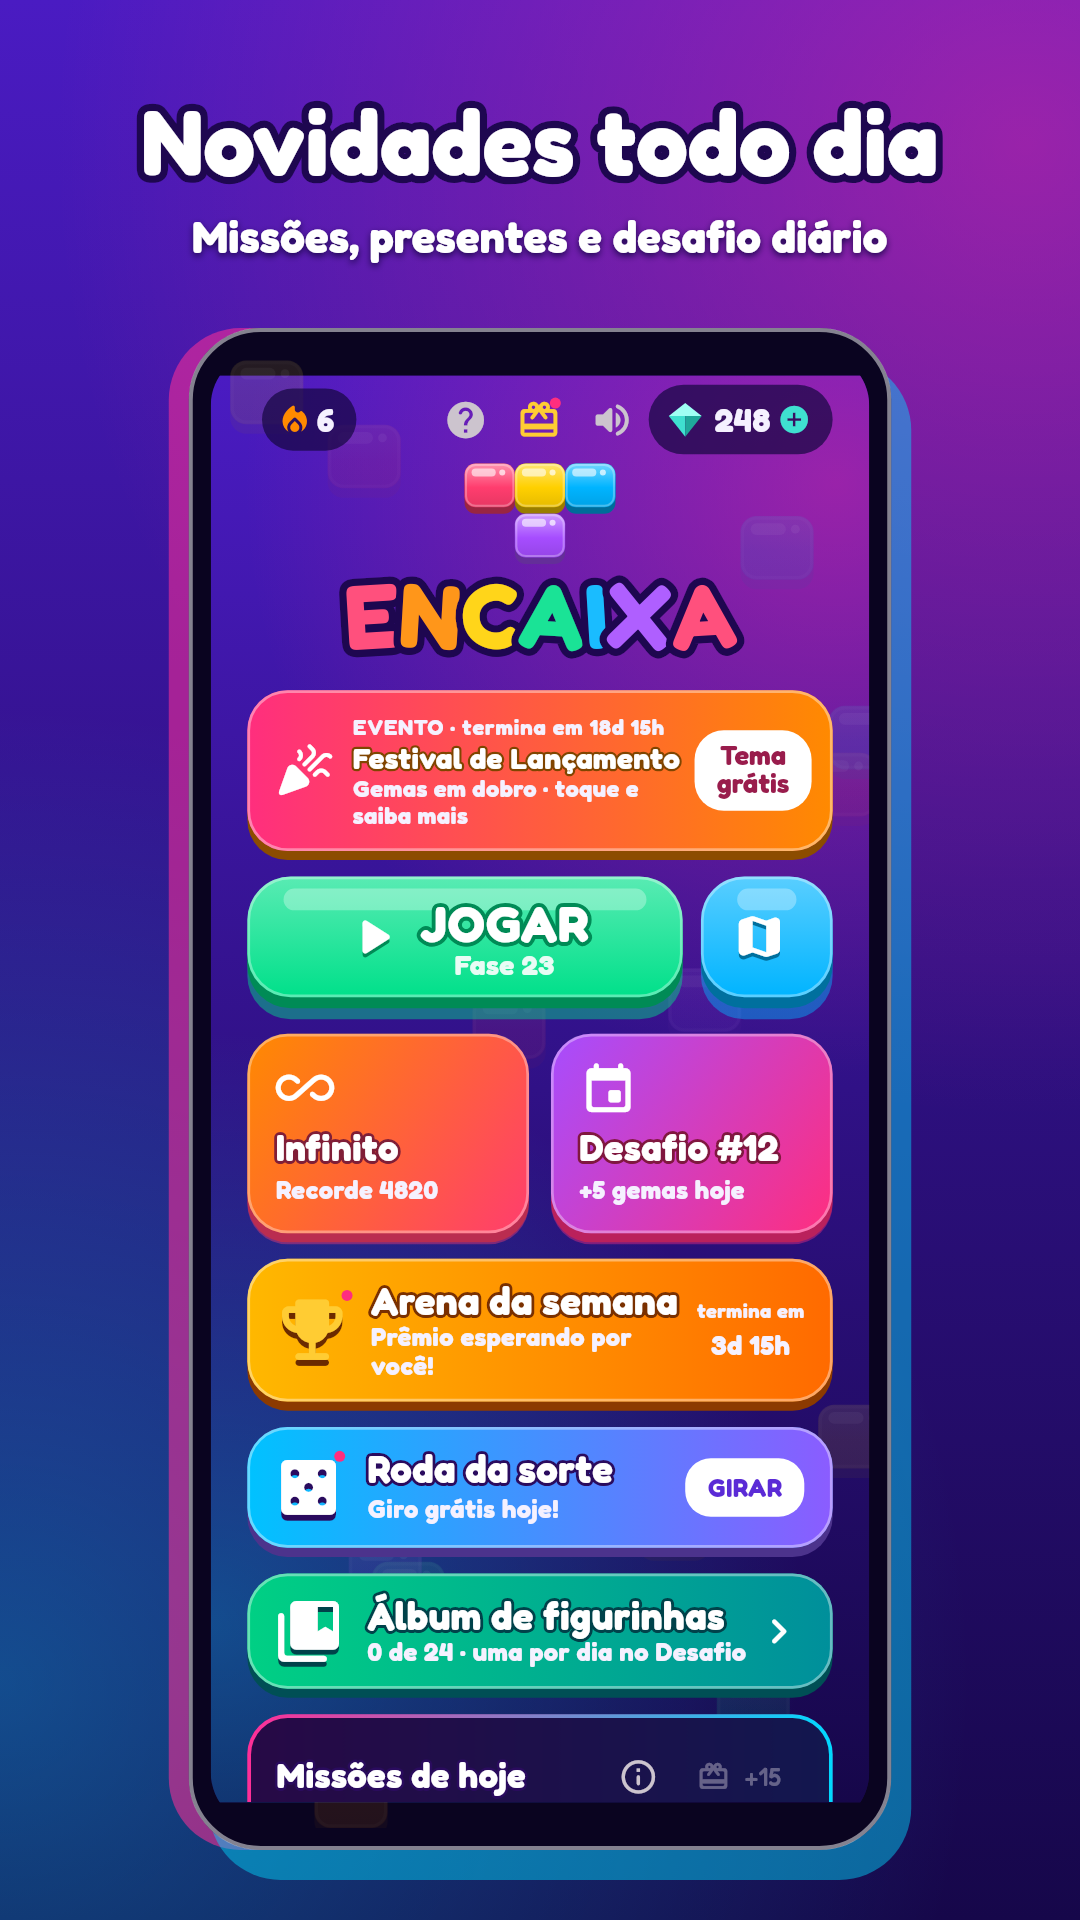 Novidades todo dia
Missões, presentes e desafio diário
6
248
ENCAIXA
EVENTO · termina em 18d 15h
Festival de Lançamento
Gemas em dobro · toque e
saiba mais
Tema
grátis
JOGAR
Fase 23
Infinito
Recorde 4820
Desafio #12
+5 gemas hoje
Arena da semana
Prêmio esperando por
você!
termina em
3d 15h
Roda da sorte
Giro grátis hoje!
GIRAR
Álbum de figurinhas
0 de 24 · uma por dia no Desafio
Missões de hoje
+15